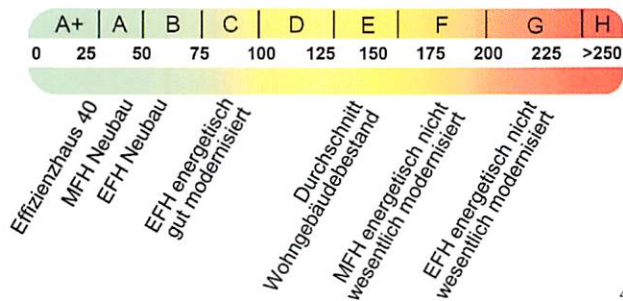 A+ A B C D E F G H
0 25 50 75 100 125 150 175 200 225 >250
Effizienzhaus 40
MFH Neubau
EFH Neubau
EFH energetisch
gut modernisiert
Durchschnitt
Wohngebäudebestand
MFH energetisch nicht
wesentlich modernisiert
EFH energetisch nicht
wesentlich modernisiert